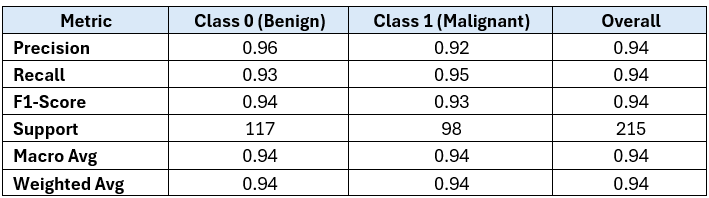 Metric Class 0 (Benign) Class 1 (Malignant) Overall
Precision 0.96 0.92 0.94
Recall 0.93 0.95 0.94
F1-Score 0.94 0.93 0.94
Support 117 98 215
Macro Avg 0.94 0.94 0.94
Weighted Avg 0.94 0.94 0.94